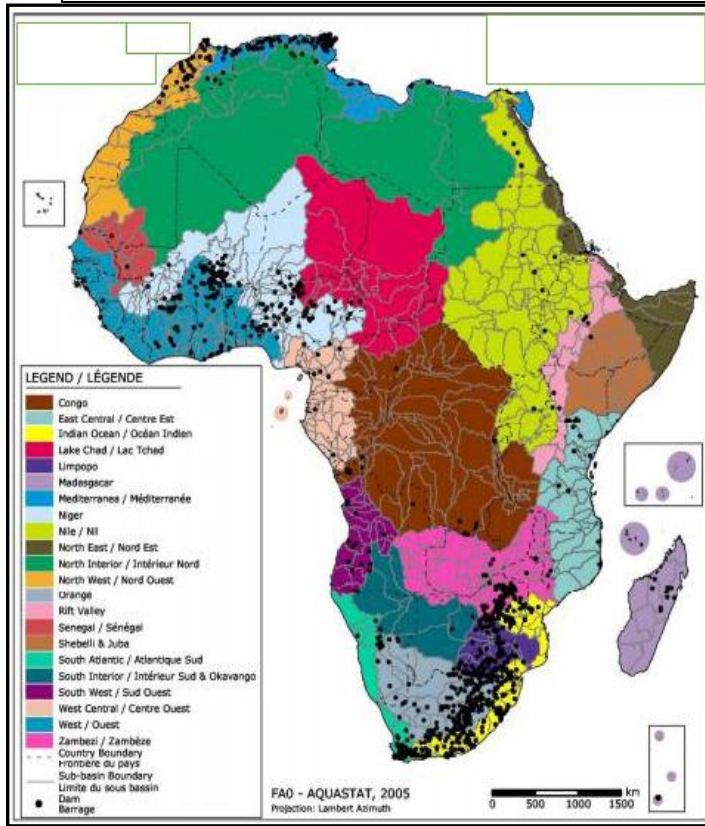 LEGEND / LÉGENDE
Congo
East Central / Centre Est
Indian Ocean / Océan Indien
Lake Chad / Lac Tchad
Limpopo
Madagascar
Mediterranea / Méditerranée
Niger
Nile / Nil
North East / Nord Est
North Interior / Intérieur Nord
North West / Nord Ouest
Orange
Rift Valley
Senegal / Sénégal
Shebelli & Juba
South Atlantic / Atlantique Sud
South Interior / Intérieur Sud & Okavango
South West / Sud Ouest
West Central / Centre Ouest
West / Ouest
Zambezi / Zambèze
Country Boundary
Frontière du pays
Sub-basin Boundary
Limite du sous bassin
Dam
Barrage
FAO - AQUASTAT, 2005
Projection: Lambert Azimuth
km
0 500 1000 1500